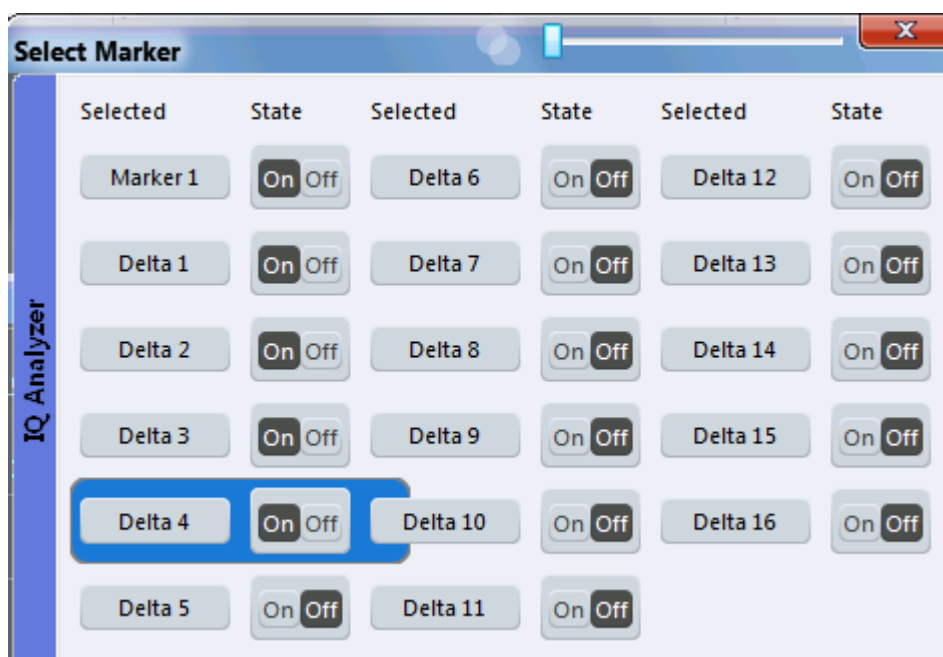 Select Marker
IQ Analyzer
Selected State Selected State Selected State
Marker 1 On Off Delta 6 On Off Delta 12 On Off
Delta 1 On Off Delta 7 On Off Delta 13 On Off
Delta 2 On Off Delta 8 On Off Delta 14 On Off
Delta 3 On Off Delta 9 On Off Delta 15 On Off
Delta 4 On Off Delta 10 On Off Delta 16 On Off
Delta 5 On Off Delta 11 On Off